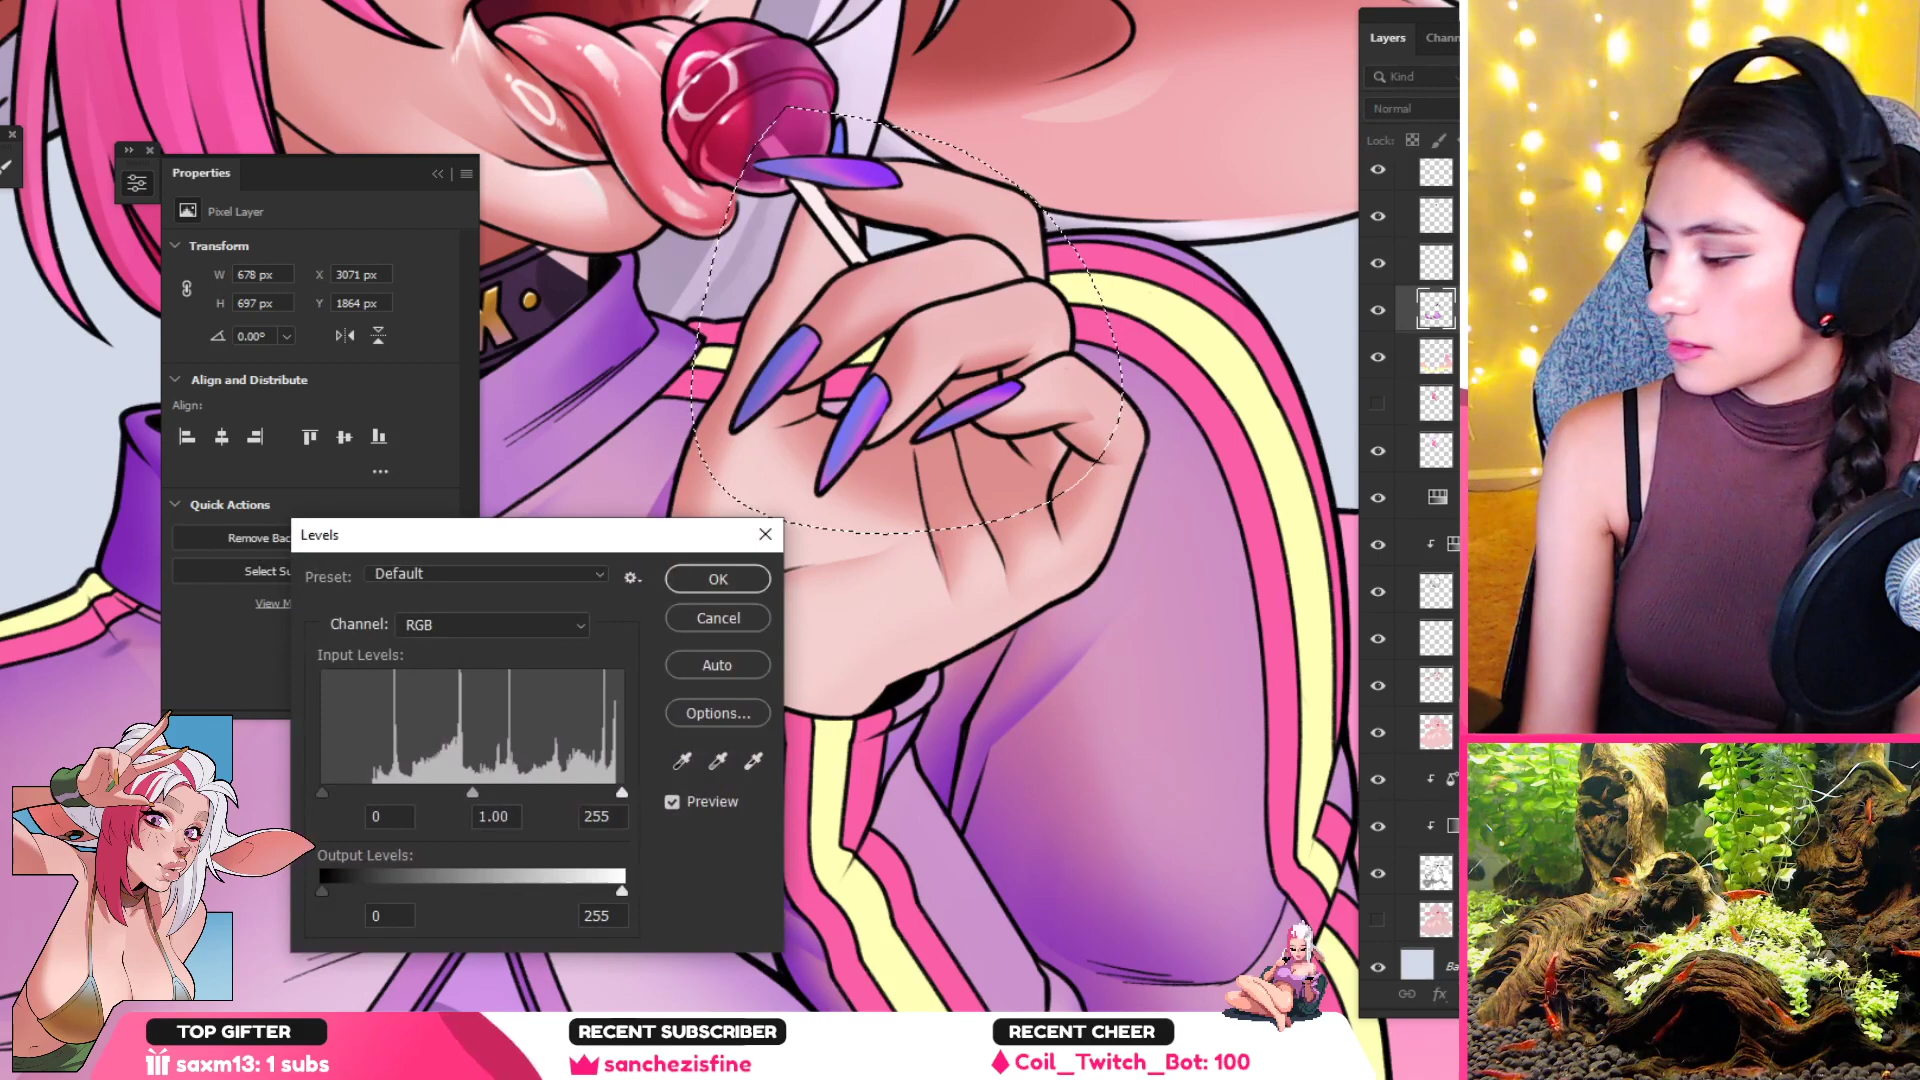 Properties
Pixel Layer
Transform
W 678 px X 3071 px
H 697 px Y 1864 px
0.00°
Align and Distribute
Align:
Quick Actions
Remove Bac
Select Su
View M
Levels
Preset: Default
Channel: RGB
Input Levels:
0 1.00 255
Output Levels:
0 255
OK
Cancel
Auto
Options...
Preview
Layers Chann
Kind
Normal
Lock:
Ba
fx
TOP GIFTER
saxm13: 1 subs
RECENT SUBSCRIBER
sanchezisfine
RECENT CHEER
Coil_Twitch_Bot: 100